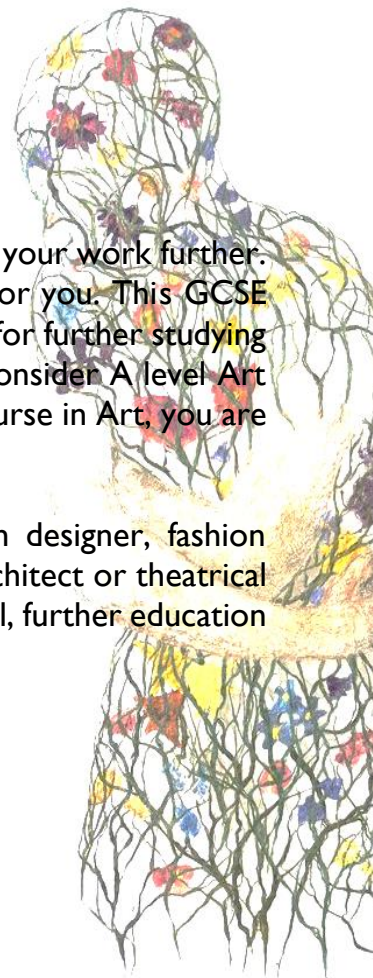 your work further.
or you. This GCSE
for further studying
onsider A level Art
urse in Art, you are
n designer, fashion
chitect or theatrical
l, further education